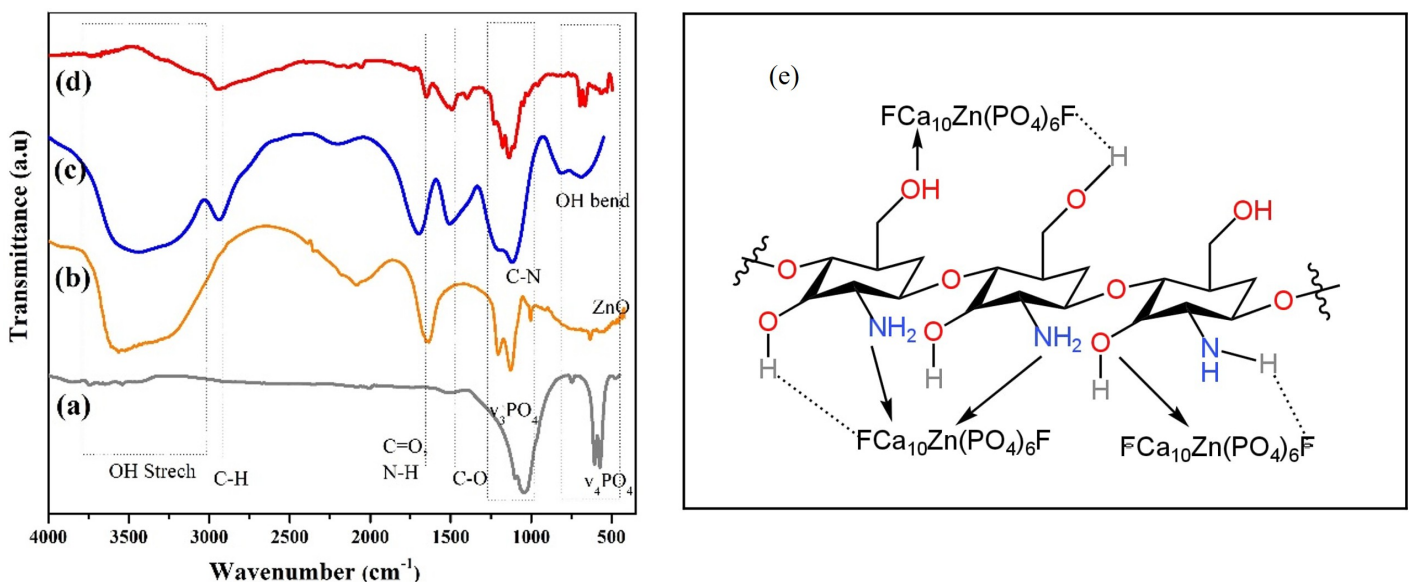 Transmittance (a.u)
(d)
(c)
OH bend
C-N
(b)
ZnO
(a)
v₃PO₄
C=O,
N-H
OH Strech
C-H
C-O
v₄PO₄
4000 3500 3000 2500 2000 1500 1000 500
Wavenumber (cm⁻¹)
(e)
FCa₁₀Zn(PO₄)₆F
H
OH
O
OH
O
O
O
O
O
NH₂
O
NH₂
O
N
H
H
H
H
H
FCa₁₀Zn(PO₄)₆F
FCa₁₀Zn(PO₄)₆F